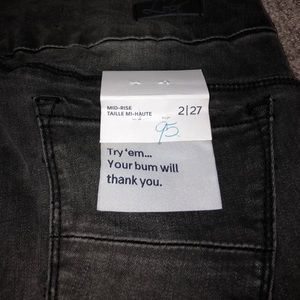 MID-RISE
TAILLE MI-HAUTE
2|27
95
Try 'em...
Your bum will
thank you.